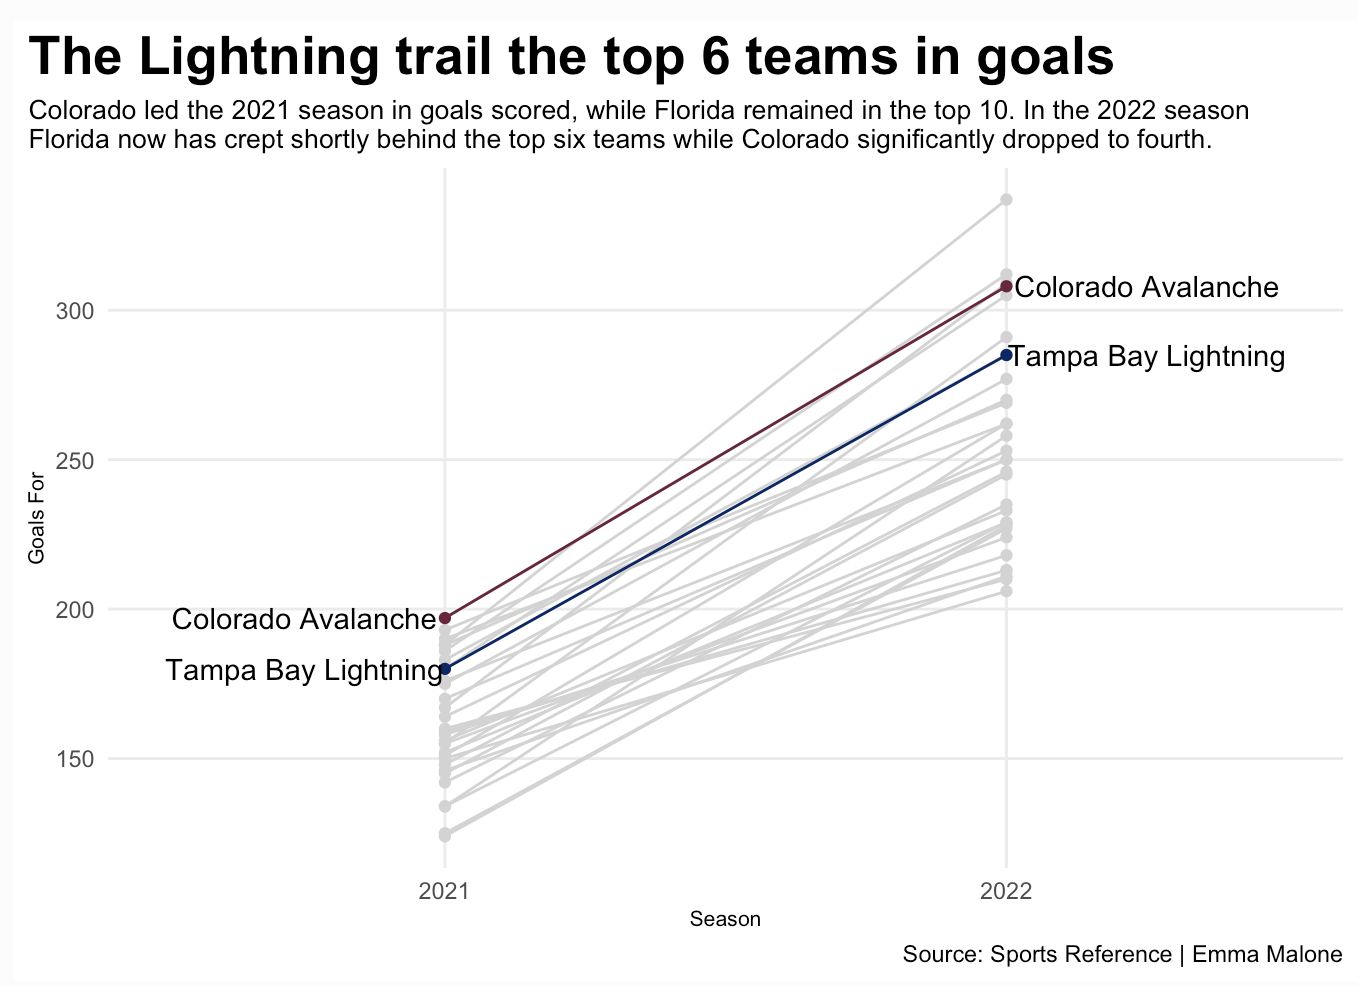 The Lightning trail the top 6 teams in goals
Colorado led the 2021 season in goals scored, while Florida remained in the top 10. In the 2022 season
Florida now has crept shortly behind the top six teams while Colorado significantly dropped to fourth.
Colorado Avalanche
Tampa Bay Lightning
Colorado Avalanche
Tampa Bay Lightning
300
250
200
150
Goals For
2021
2022
Season
Source: Sports Reference | Emma Malone